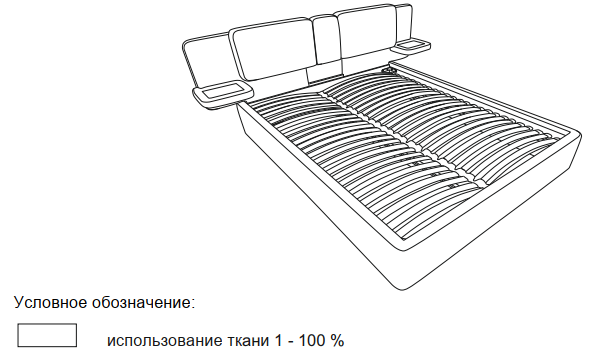 Условное обозначение:
использование ткани 1 - 100 %